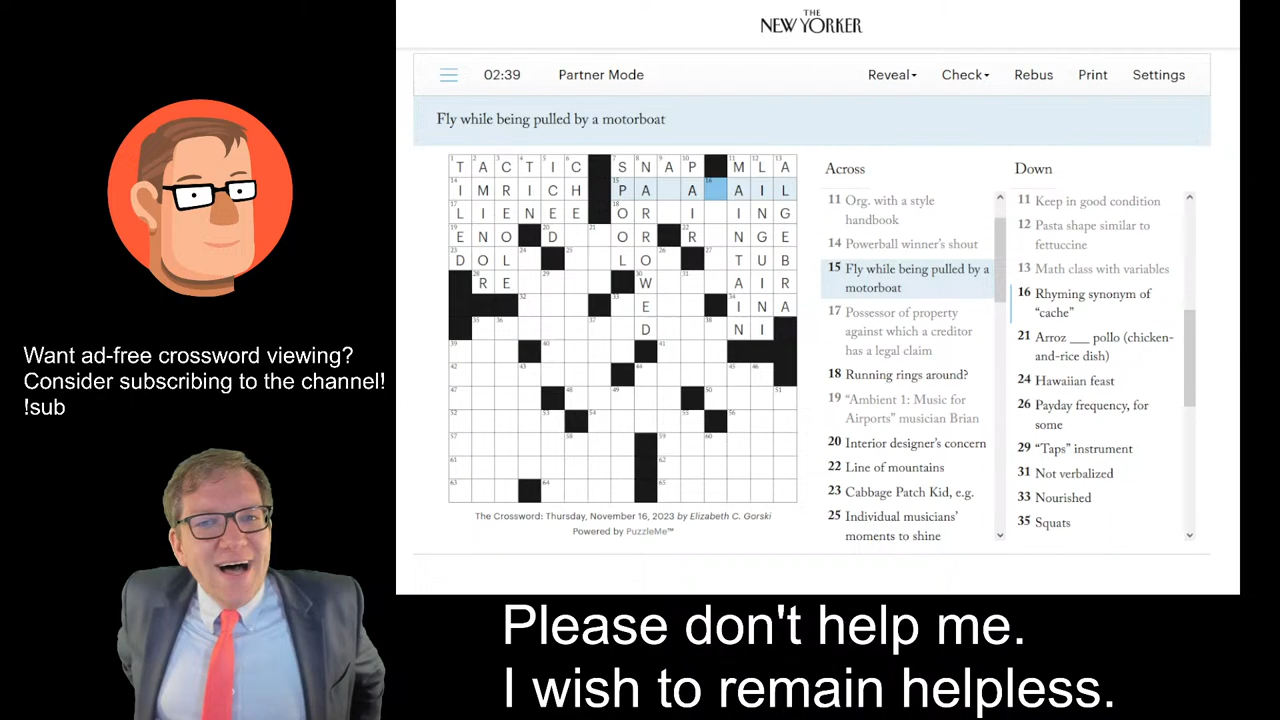 THE
NEW YORKER
02:39 Partner Mode Reveal Check Rebus Print Settings
Fly while being pulled by a motorboat
Across
11 Org. with a style
handbook
14 Powerball winner's shout
15 Fly while being pulled by a
motorboat
17 Possessor of property
against which a creditor
has a legal claim
18 Running rings around?
19 “Ambient 1: Music for
Airports” musician Brian
20 Interior designer's concern
22 Line of mountains
23 Cabbage Patch Kid, e.g.
25 Individual musicians'
moments to shine
Down
11 Keep in good condition
12 Pasta shape similar to
fettuccine
13 Math class with variables
16 Rhyming synonym of
“cache”
21 Arroz ___ pollo (chicken-
and-rice dish)
24 Hawaiian feast
26 Payday frequency, for
some
29 “Taps” instrument
31 Not verbalized
33 Nourished
35 Squats
T A C T I C S N A P M L A
I M R I C H P A A A I L
L I E N E E O R I I N G
E N O D O R R N G E
D O L L O T U B
R E W A I R
E I N A
D N I
The Crossword: Thursday, November 16, 2023 by Elizabeth C. Gorski
Powered by PuzzleMe™
Want ad-free crossword viewing?
Consider subscribing to the channel!
!sub
Please don't help me.
I wish to remain helpless.